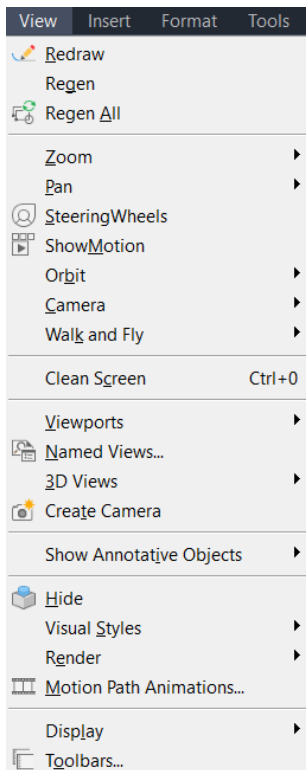 View Insert Format Tools
Redraw
Regen
Regen All
Zoom
Pan
SteeringWheels
ShowMotion
Orbit
Camera
Walk and Fly
Clean Screen Ctrl+0
Viewports
Named Views...
3D Views
Create Camera
Show Annotative Objects
Hide
Visual Styles
Render
Motion Path Animations...
Display
Toolbars...